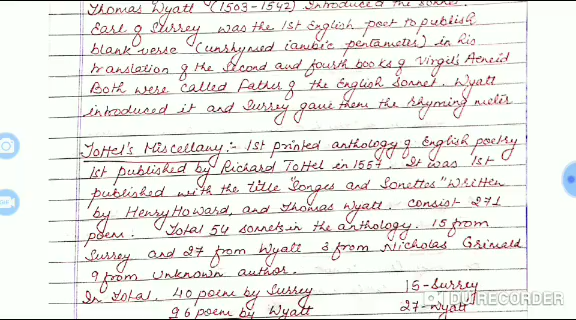 Thomas Wyatt (1503-1542) Introduced the Sonnet.
Earl of Surrey was the 1st English poet to publish
blank verse (unrhymed iambic pentameter) in his
translation of the Second and fourth books of Virgil's Aeneid
Both were called Father of the English Sonnet. Wyatt
introduced it and Surrey gave them the rhyming meter
Tottel's Miscellany:- 1st printed anthology of English poetry
1st published by Richard Tottel in 1557. It was 1st
published with the title "Songes and Sonettes" Written
by Henry Howard, and Thomas Wyatt. consist 271
poem. Total 54 sonnets in the anthology. 15 from
Surrey and 27 from Wyatt 3 from Nicholas Grimald
9 from unknown author.
In Total. 40 poem by Surrey 15-Surrey
96 poem by Wyatt 27-Wyatt
DU RECORDER